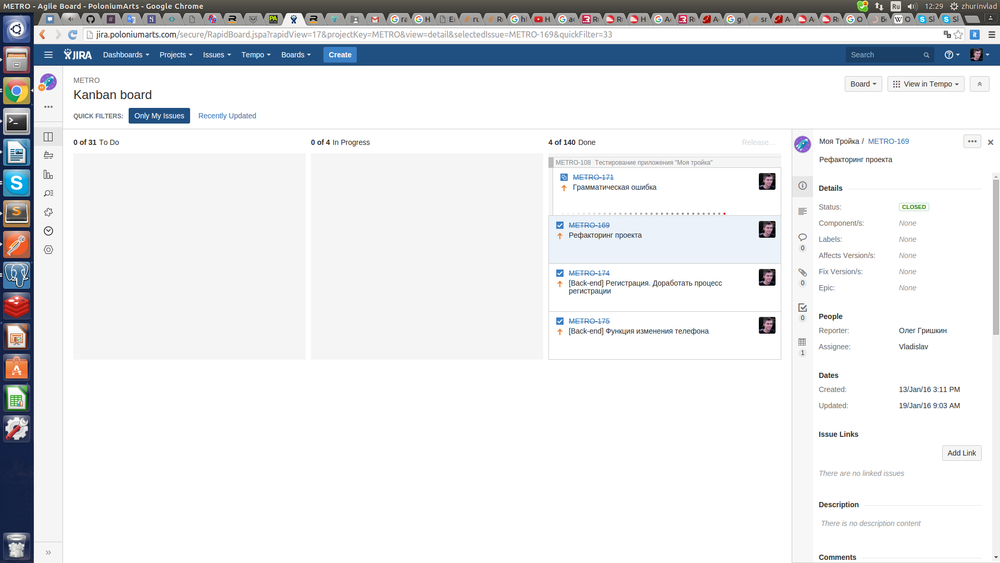 METRO - Agile Board - PoloniumArts - Google Chrome
Ru
12:29
zhurinvlad
jira.poloniumarts.com/secure/RapidBoard.jspa?rapidView=17&projectKey=METRO&view=detail&selectedIssue=METRO-169&quickFilter=33
JIRA
Dashboards
Projects
Issues
Tempo
Boards
Create
Search
METRO
Kanban board
Board
View in Tempo
QUICK FILTERS:
Only My Issues
Recently Updated
0 of 31 To Do
0 of 4 In Progress
4 of 140 Done
Release...
METRO-108 Тестирование приложения "Моя тройка"
METRO-171
Грамматическая ошибка
METRO-169
Рефакторинг проекта
METRO-174
[Back-end] Регистрация. Доработать процесс
регистрации
METRO-175
[Back-end] Функция изменения телефона
Моя Тройка / METRO-169
Рефакторинг проекта
Details
Status: CLOSED
Component/s: None
Labels: None
Affects Version/s: None
Fix Version/s: None
Epic: None
0
0
0
1
People
Reporter: Олег Гришкин
Assignee: Vladislav
Dates
Created: 13/Jan/16 3:11 PM
Updated: 19/Jan/16 9:03 AM
Issue Links
Add Link
There are no linked issues
Description
There is no description content
Comments